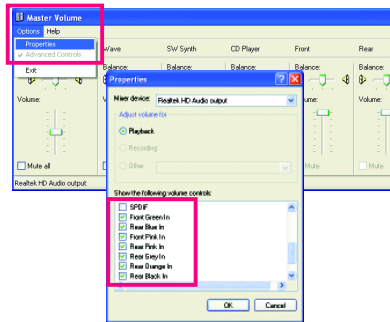 Master Volume
Options Help
Properties
Advanced Controls
Exit
Wave
SW Synth
CD Player
Front
Rear
Balance:
Balance:
Balance:
Balance:
Balance:
Volume:
Mute all
Mute
Mute
Realtek HD Audio output
Properties
Mixer device: Realtek HD Audio output
Adjust volume for
Playback
Recording
Other
Show the following volume controls:
SPDIF
Front Green In
Rear Blue In
Front Pink In
Rear Pink In
Rear Grey In
Rear Orange In
Rear Black In
OK
Cancel